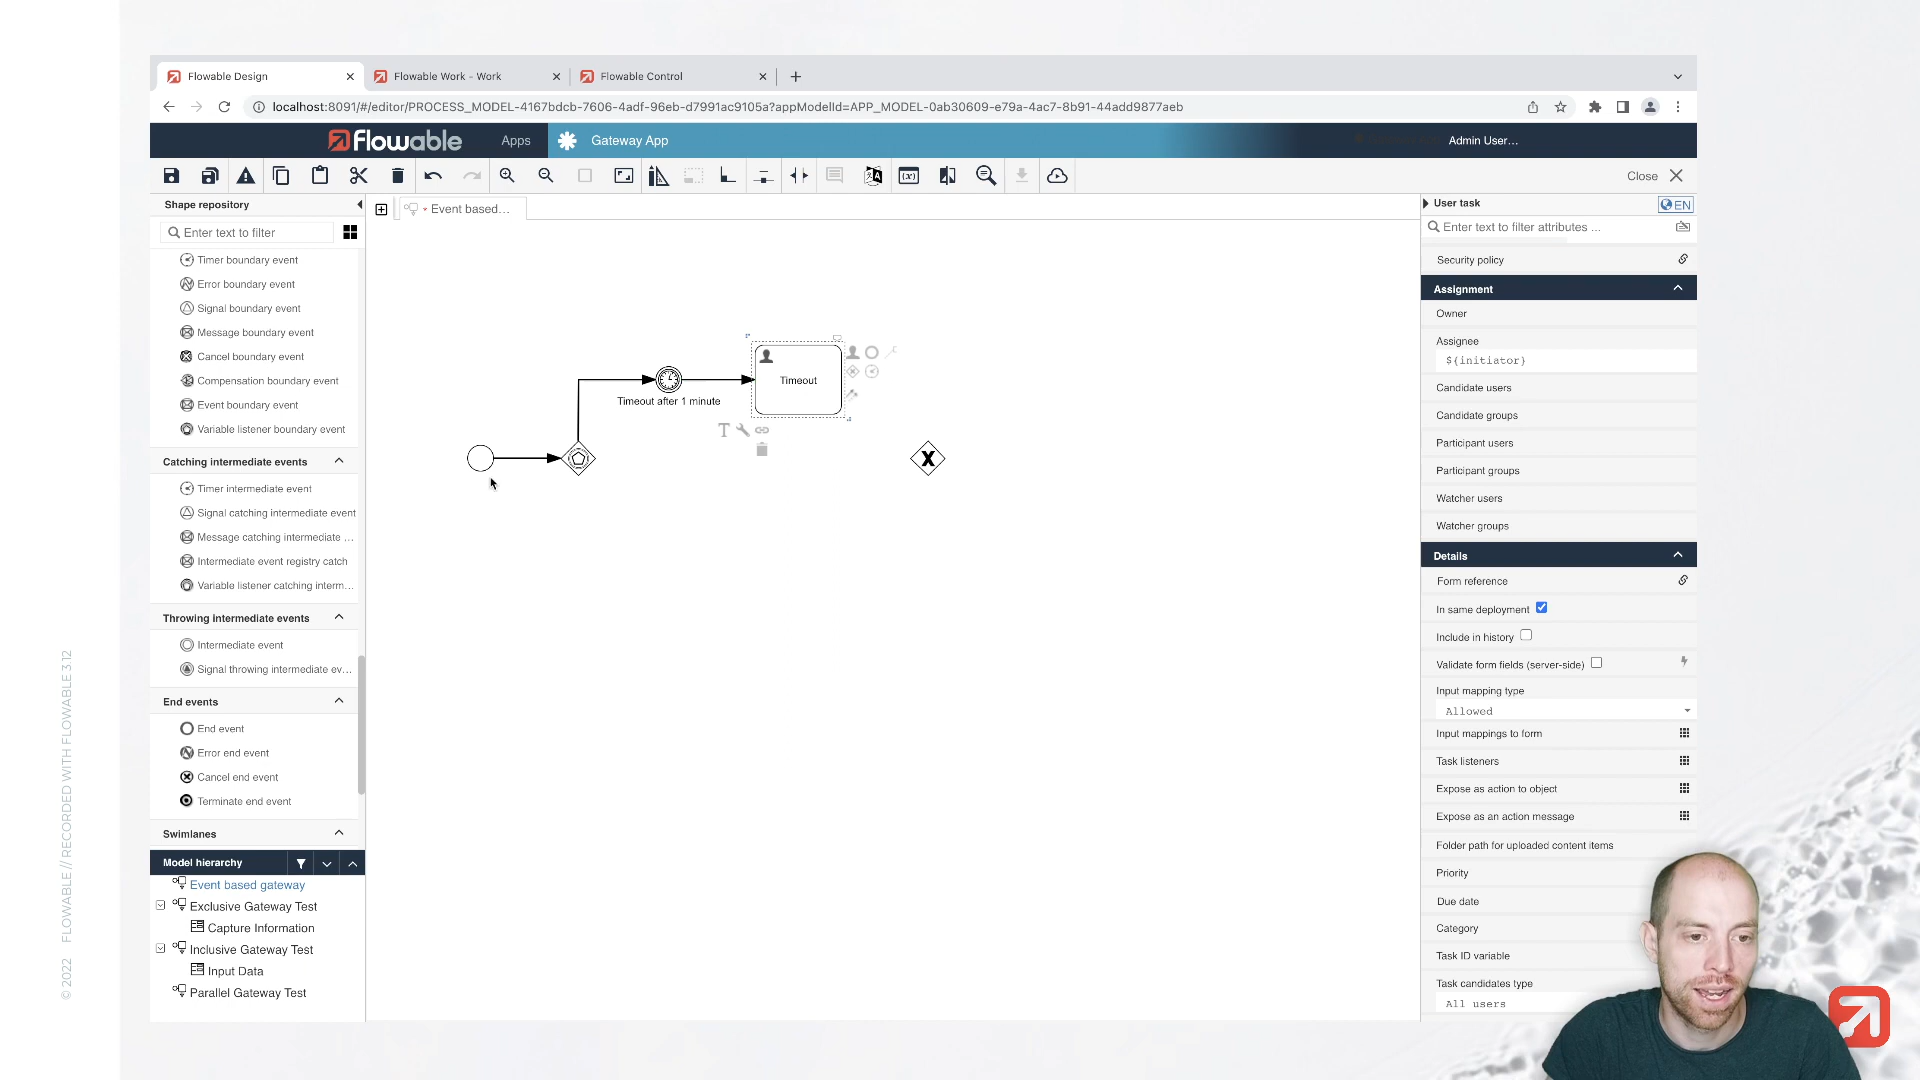 Flowable Design
Flowable Work - Work
Flowable Control
localhost:8091/#/editor/PROCESS_MODEL-4167bdcb-7606-4adf-96eb-d7991ac9105a?appModelId=APP_MODEL-0ab30609-e79a-4ac7-8b91-44add9877aeb
Flowable
Apps
Gateway App
Admin User...
Close
Shape repository
Enter text to filter
Timer boundary event
Error boundary event
Signal boundary event
Message boundary event
Cancel boundary event
Compensation boundary event
Event boundary event
Variable listener boundary event
Catching intermediate events
Timer intermediate event
Signal catching intermediate event
Message catching intermediate ...
Intermediate event registry catch
Variable listener catching interm...
Throwing intermediate events
Intermediate event
Signal throwing intermediate ev...
End events
End event
Error end event
Cancel end event
Terminate end event
Swimlanes
Model hierarchy
Event based gateway
Exclusive Gateway Test
Capture Information
Inclusive Gateway Test
Input Data
Parallel Gateway Test
* Event based...
Timeout
Timeout after 1 minute
X
T
User task
EN
Enter text to filter attributes ...
Security policy
Assignment
Owner
Assignee
${initiator}
Candidate users
Candidate groups
Participant users
Participant groups
Watcher users
Watcher groups
Details
Form reference
In same deployment
Include in history
Validate form fields (server-side)
Input mapping type
Allowed
Input mappings to form
Task listeners
Expose as action to object
Expose as an action message
Folder path for uploaded content items
Priority
Due date
Category
Task ID variable
Task candidates type
All users
© 2022 FLOWABLE // RECORDED WITH FLOWABLE 3.12